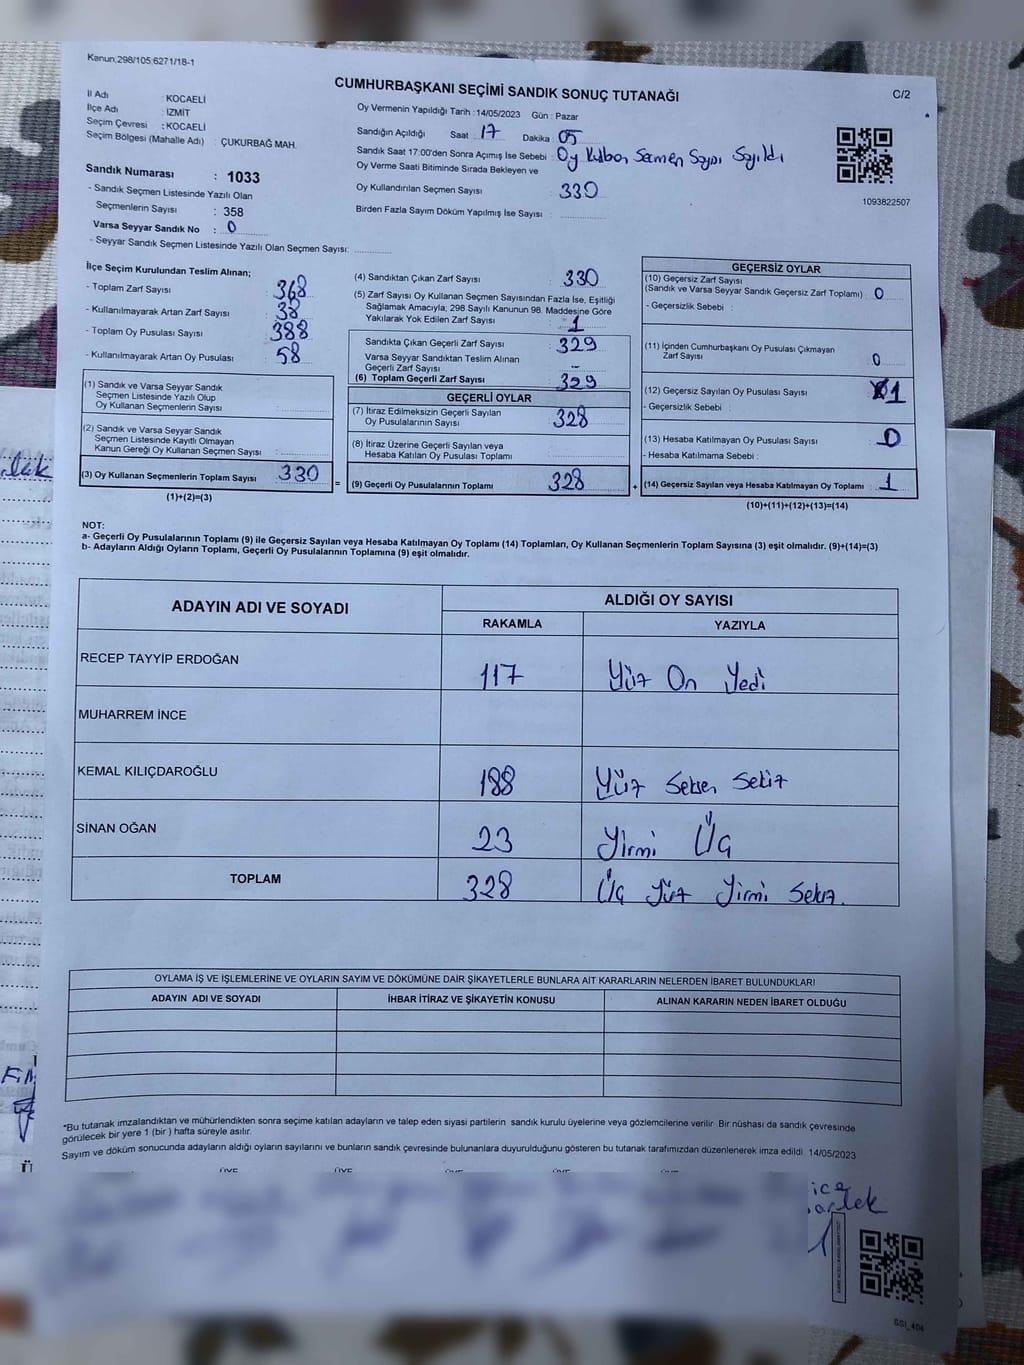 Kanun,298/105,6271/18-1
CUMHURBAŞKANI SEÇİMİ SANDIK SONUÇ TUTANAĞI
C/2
İl Adı : KOCAELİ
İlçe Adı : İZMİT
Seçim Çevresi : KOCAELİ
Seçim Bölgesi (Mahalle Adı) : ÇUKURBAĞ MAH.
Sandık Numarası : 1033
- Sandık Seçmen Listesinde Yazılı Olan
Seçmenlerin Sayısı : 358
Varsa Seyyar Sandık No : 0
- Seyyar Sandık Seçmen Listesinde Yazılı Olan Seçmen Sayısı:
Oy Vermenin Yapıldığı Tarih : 14/05/2023 Gün : Pazar
Sandığın Açıldığı Saat : 17 Dakika : 05
Sandık Saat 17:00'den Sonra Açımış İse Sebebi : Oy Kullanan Seçmen Sayısı Sayıldı
Oy Verme Saati Bitiminde Sırada Bekleyen ve
Oy Kullandırılan Seçmen Sayısı : 330
Birden Fazla Sayım Döküm Yapılmış İse Sayısı :
1093822507
İlçe Seçim Kurulundan Teslim Alınan;
- Toplam Zarf Sayısı : 368
- Kullanılmayarak Artan Zarf Sayısı : 38
- Toplam Oy Pusulası Sayısı : 388
- Kullanılmayarak Artan Oy Pusulası : 58
(1) Sandık ve Varsa Seyyar Sandık
Seçmen Listesinde Yazılı Olup
Oy Kullanan Seçmenlerin Sayısı :
(2) Sandık ve Varsa Seyyar Sandık
Seçmen Listesinde Kayıtlı Olmayan
Kanun Gereği Oy Kullanan Seçmen Sayısı :
(3) Oy Kullanan Seçmenlerin Toplam Sayısı : 330 =
(1)+(2)=(3)
(4) Sandıktan Çıkan Zarf Sayısı : 330
(5) Zarf Sayısı Oy Kullanan Seçmen Sayısından Fazla İse, Eşitliği
Sağlamak Amacıyla; 298 Sayılı Kanunun 98. Maddesine Göre
Yakılarak Yok Edilen Zarf Sayısı : 1
Sandıkta Çıkan Geçerli Zarf Sayısı : 329
Varsa Seyyar Sandıktan Teslim Alınan
Geçerli Zarf Sayısı : -
(6) Toplam Geçerli Zarf Sayısı : 329
GEÇERLİ OYLAR
(7) İtiraz Edilmeksizin Geçerli Sayılan
Oy Pusulalarının Sayısı : 328
(8) İtiraz Üzerine Geçerli Sayılan veya
Hesaba Katılan Oy Pusulası Toplamı :
(9) Geçerli Oy Pusulalarının Toplamı : 328 +
GEÇERSİZ OYLAR
(10) Geçersiz Zarf Sayısı
(Sandık ve Varsa Seyyar Sandık Geçersiz Zarf Toplamı) : 0
- Geçersizlik Sebebi :
(11) İçinden Cumhurbaşkanı Oy Pusulası Çıkmayan
Zarf Sayısı : 0
(12) Geçersiz Sayılan Oy Pusulası Sayısı : 1
- Geçersizlik Sebebi :
(13) Hesaba Katılmayan Oy Pusulası Sayısı : 0
- Hesaba Katılmama Sebebi :
(14) Geçersiz Sayılan veya Hesaba Katılmayan Oy Toplamı : 1
(10)+(11)+(12)+(13)=(14)
NOT:
a- Geçerli Oy Pusulalarının Toplamı (9) ile Geçersiz Sayılan veya Hesaba Katılmayan Oy Toplamı (14) Toplamları, Oy Kullanan Seçmenlerin Toplam Sayısına (3) eşit olmalıdır. (9)+(14)=(3)
b- Adayların Aldığı Oyların Toplamı, Geçerli Oy Pusulalarının Toplamına (9) eşit olmalıdır.
ADAYIN ADI VE SOYADI ALDIĞI OY SAYISI
RAKAMLA YAZIYLA
RECEP TAYYİP ERDOĞAN 117 Yüz On Yedi
MUHARREM İNCE
KEMAL KILIÇDAROĞLU 188 Yüz Seksen Sekiz
SİNAN OĞAN 23 Yirmi Üç
TOPLAM 328 Üç Yüz Yirmi Sekiz.
OYLAMA İŞ VE İŞLEMLERİNE VE OYLARIN SAYIM VE DÖKÜMÜNE DAİR ŞİKAYETLERLE BUNLARA AİT KARARLARIN NELERDEN İBARET BULUNDUKLARI
ADAYIN ADI VE SOYADI İHBAR İTİRAZ VE ŞİKAYETİN KONUSU ALINAN KARARIN NEDEN İBARET OLDUĞU
*Bu tutanak imzalandıktan ve mühürlendikten sonra seçime katılan adayların ve talep eden siyasi partilerin sandık kurulu üyelerine veya gözlemcilerine verilir. Bir nüshası da sandık çevresinde
görülecek bir yere 1 (bir) hafta süreyle asılır.
Sayım ve döküm sonucunda adayların aldığı oyların sayılarını ve bunların sandık çevresinde bulunanlara duyurulduğunu gösteren bu tutanak tarafımızdan düzenlenerek imza edildi. 14/05/2023
SSI_404